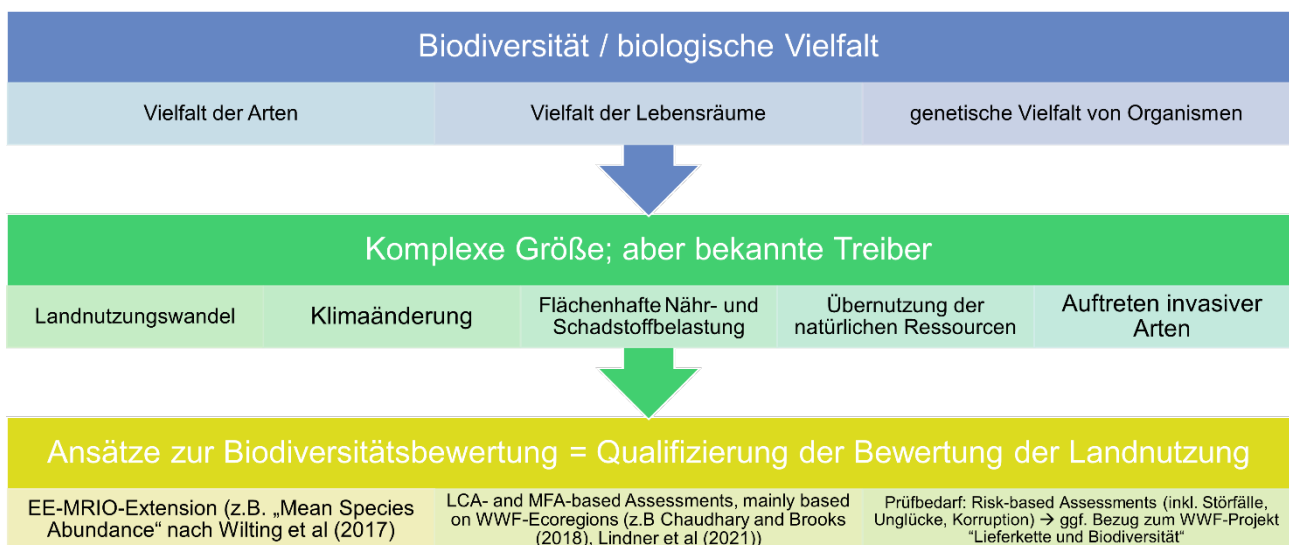 Biodiversität / biologische Vielfalt
Vielfalt der Arten
Vielfalt der Lebensräume
genetische Vielfalt von Organismen
Komplexe Größe; aber bekannte Treiber
Landnutzungswandel
Klimaänderung
Flächenhafte Nähr- und
Schadstoffbelastung
Übernutzung der
natürlichen Ressourcen
Auftreten invasiver
Arten
Ansätze zur Biodiversitätsbewertung = Qualifizierung der Bewertung der Landnutzung
EE-MRIO-Extension (z.B. „Mean Species
Abundance“ nach Wilting et al (2017)
LCA- and MFA-based Assessments, mainly based
on WWF-Ecoregions (z.B Chaudhary and Brooks
(2018), Lindner et al (2021))
Prüfbedarf: Risk-based Assessments (inkl. Störfälle,
Unglücke, Korruption) → ggf. Bezug zum WWF-Projekt
“Lieferkette und Biodiversität“